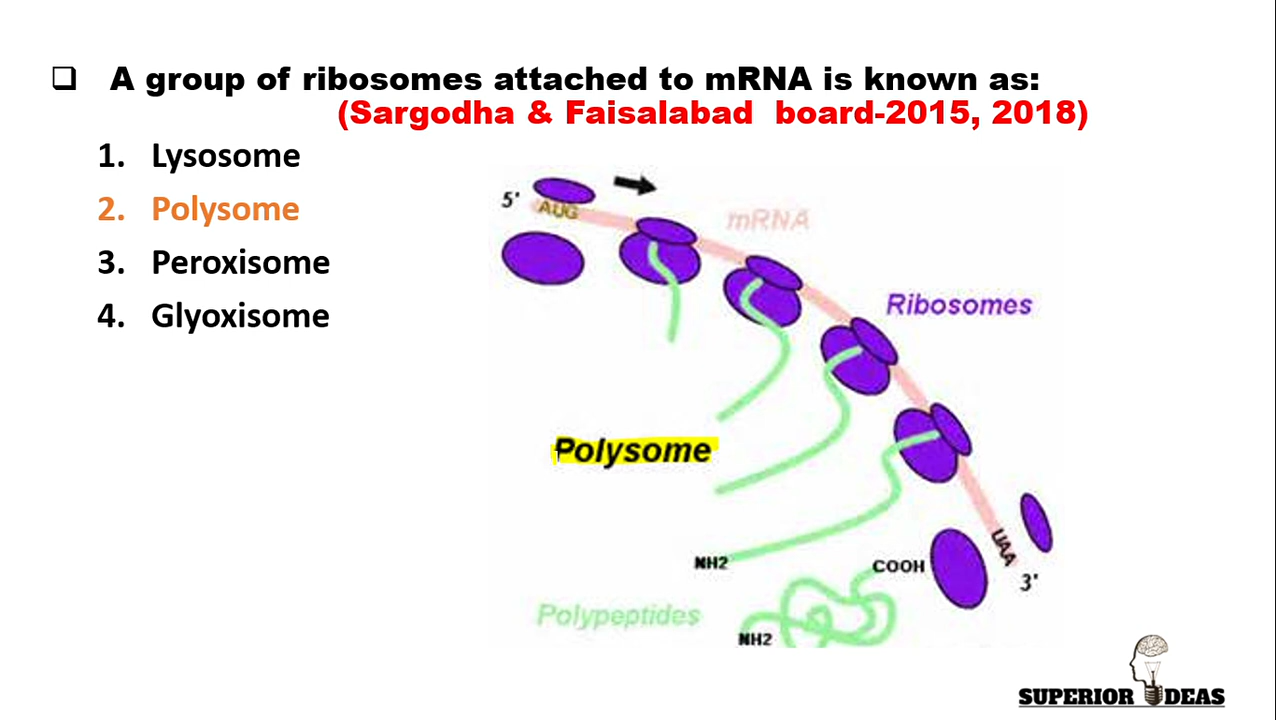 ❑ A group of ribosomes attached to mRNA is known as:
(Sargodha & Faisalabad board-2015, 2018)
1. Lysosome
2. Polysome
3. Peroxisome
4. Glyoxisome
5'
AUG
mRNA
Ribosomes
Polysome
UAA
3'
NH2
COOH
Polypeptides
NH2
SUPERIOR IDEAS